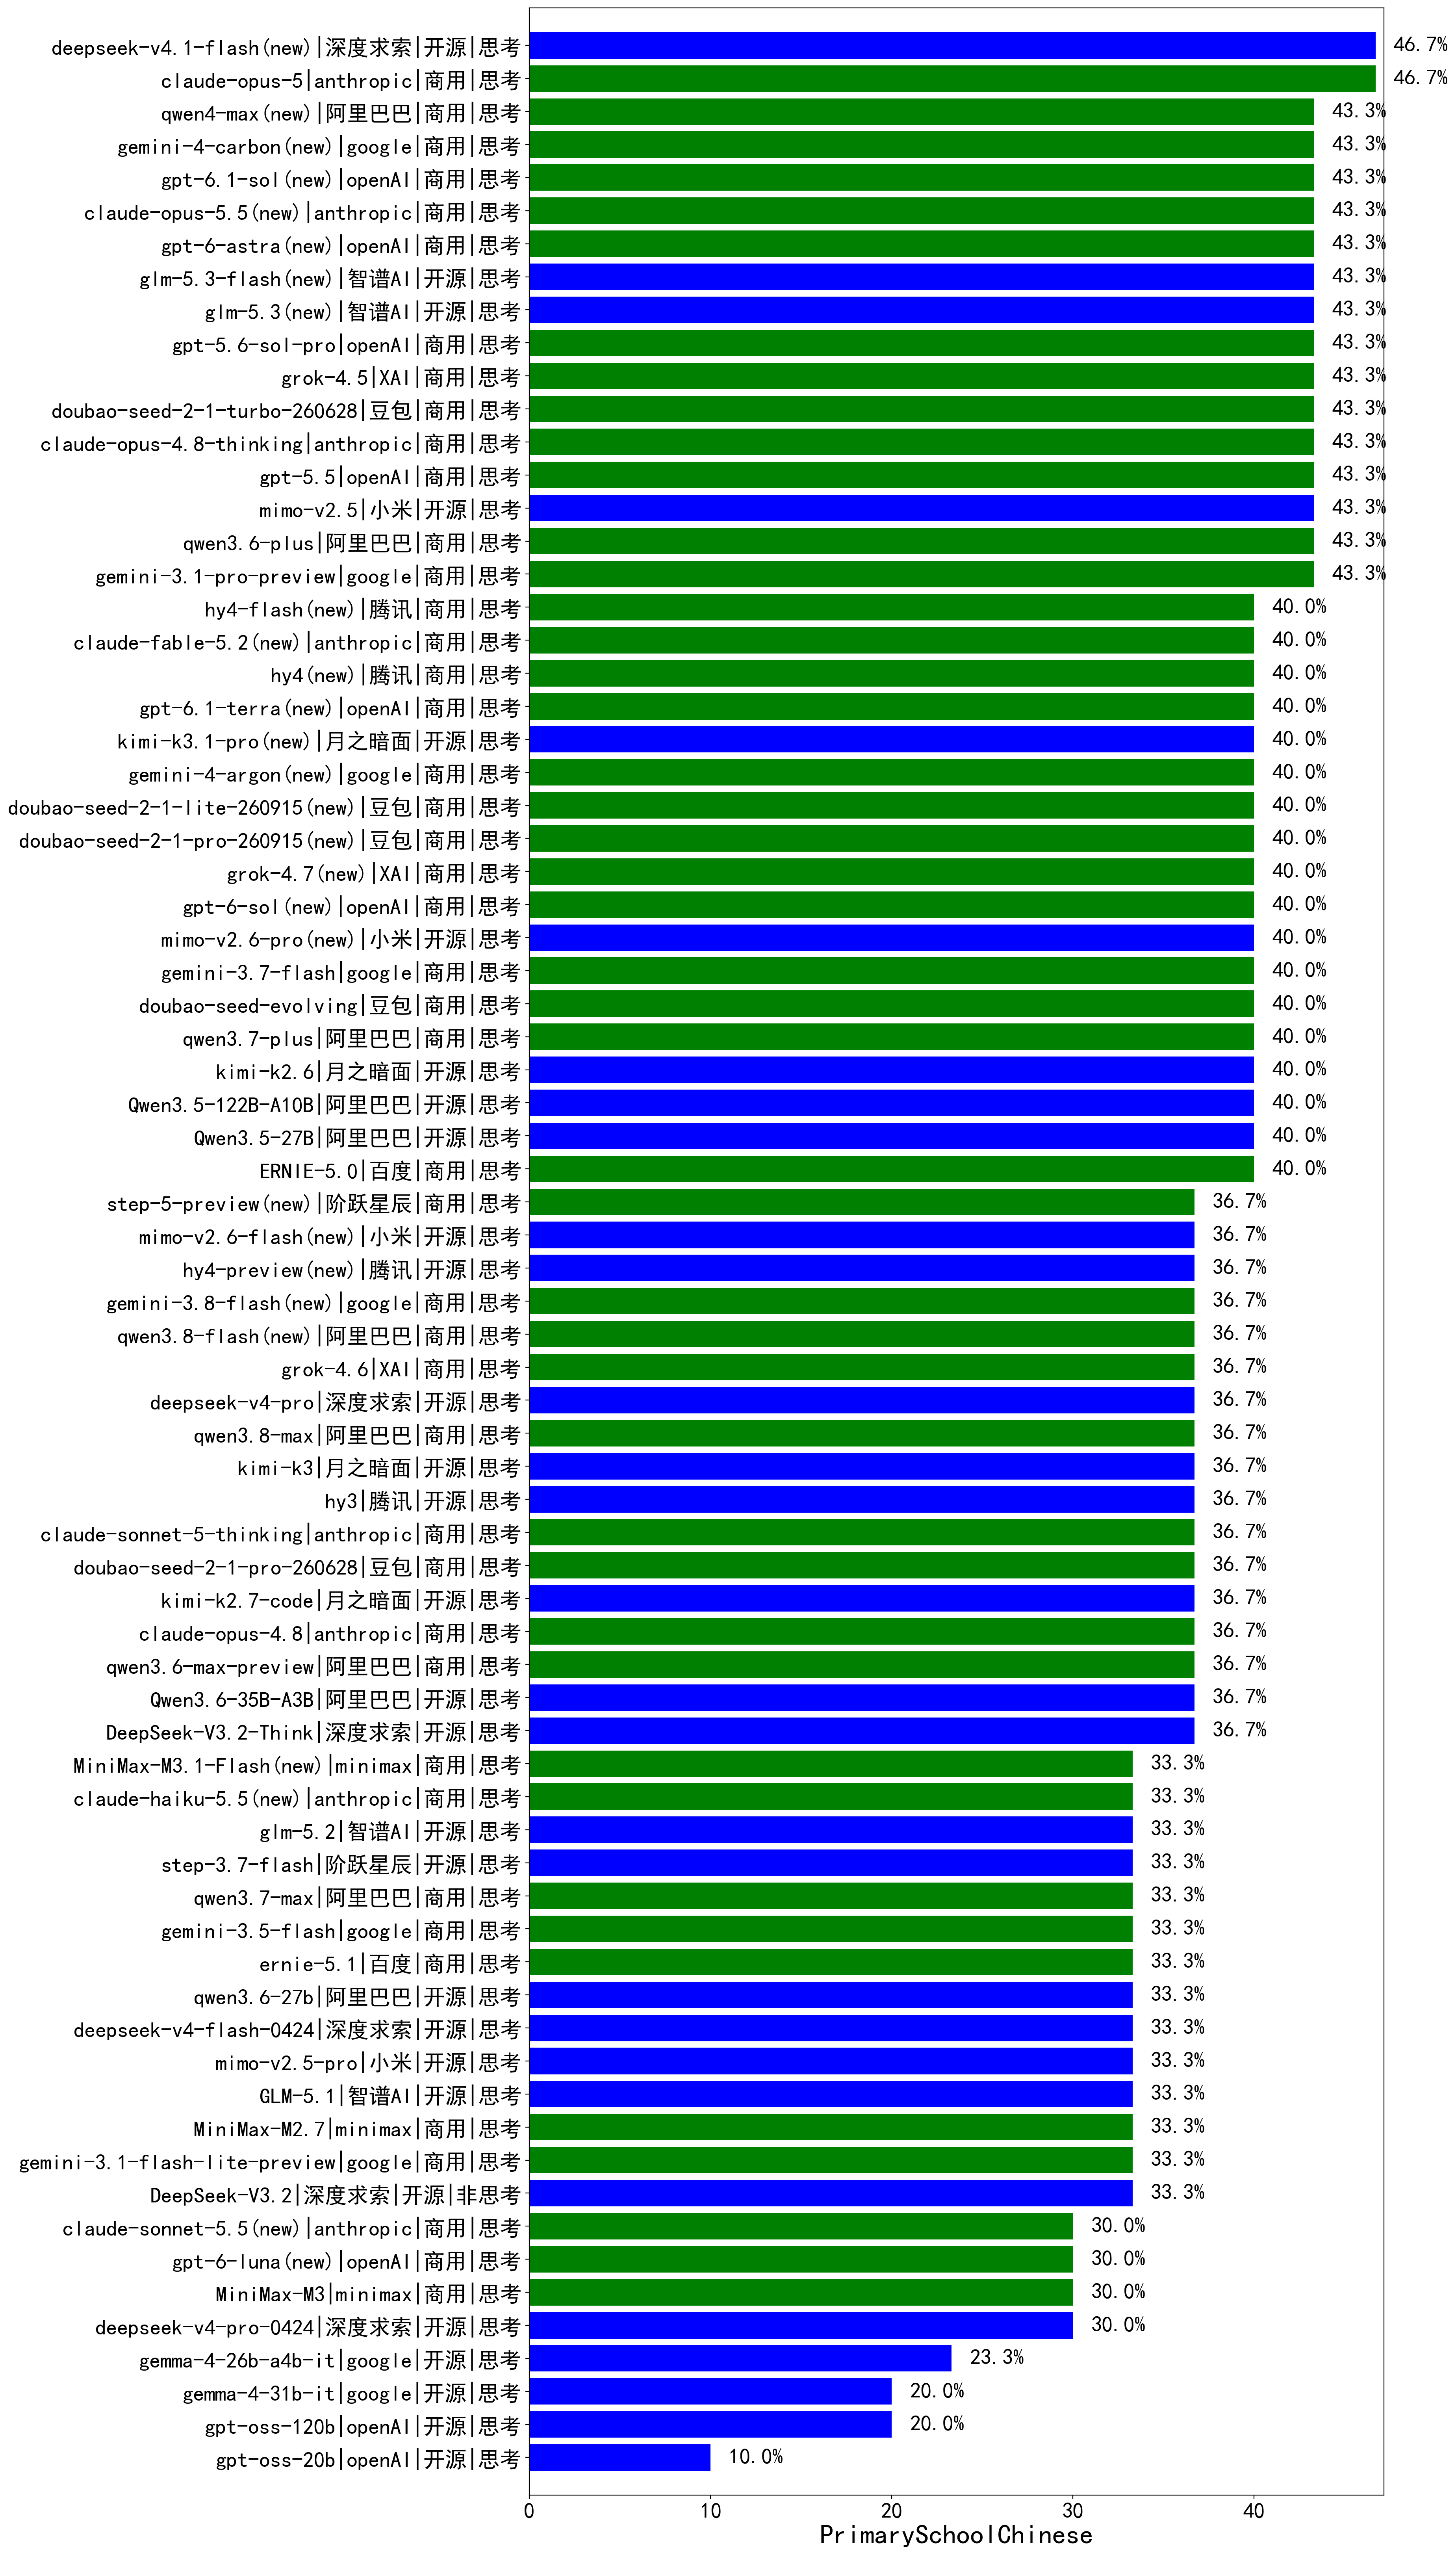 deepseek-v4.1-flash(new)|深度求索|开源|思考 46.7%
claude-opus-5|anthropic|商用|思考 46.7%
qwen4-max(new)|阿里巴巴|商用|思考 43.3%
gemini-4-carbon(new)|google|商用|思考 43.3%
gpt-6.1-sol(new)|openAI|商用|思考 43.3%
claude-opus-5.5(new)|anthropic|商用|思考 43.3%
gpt-6-astra(new)|openAI|商用|思考 43.3%
glm-5.3-flash(new)|智谱AI|开源|思考 43.3%
glm-5.3(new)|智谱AI|开源|思考 43.3%
gpt-5.6-sol-pro|openAI|商用|思考 43.3%
grok-4.5|XAI|商用|思考 43.3%
doubao-seed-2-1-turbo-260628|豆包|商用|思考 43.3%
claude-opus-4.8-thinking|anthropic|商用|思考 43.3%
gpt-5.5|openAI|商用|思考 43.3%
mimo-v2.5|小米|开源|思考 43.3%
qwen3.6-plus|阿里巴巴|商用|思考 43.3%
gemini-3.1-pro-preview|google|商用|思考 43.3%
hy4-flash(new)|腾讯|商用|思考 40.0%
claude-fable-5.2(new)|anthropic|商用|思考 40.0%
hy4(new)|腾讯|商用|思考 40.0%
gpt-6.1-terra(new)|openAI|商用|思考 40.0%
kimi-k3.1-pro(new)|月之暗面|开源|思考 40.0%
gemini-4-argon(new)|google|商用|思考 40.0%
doubao-seed-2-1-lite-260915(new)|豆包|商用|思考 40.0%
doubao-seed-2-1-pro-260915(new)|豆包|商用|思考 40.0%
grok-4.7(new)|XAI|商用|思考 40.0%
gpt-6-sol(new)|openAI|商用|思考 40.0%
mimo-v2.6-pro(new)|小米|开源|思考 40.0%
gemini-3.7-flash|google|商用|思考 40.0%
doubao-seed-evolving|豆包|商用|思考 40.0%
qwen3.7-plus|阿里巴巴|商用|思考 40.0%
kimi-k2.6|月之暗面|开源|思考 40.0%
Qwen3.5-122B-A10B|阿里巴巴|开源|思考 40.0%
Qwen3.5-27B|阿里巴巴|开源|思考 40.0%
ERNIE-5.0|百度|商用|思考 40.0%
step-5-preview(new)|阶跃星辰|商用|思考 36.7%
mimo-v2.6-flash(new)|小米|开源|思考 36.7%
hy4-preview(new)|腾讯|开源|思考 36.7%
gemini-3.8-flash(new)|google|商用|思考 36.7%
qwen3.8-flash(new)|阿里巴巴|商用|思考 36.7%
grok-4.6|XAI|商用|思考 36.7%
deepseek-v4-pro|深度求索|开源|思考 36.7%
qwen3.8-max|阿里巴巴|商用|思考 36.7%
kimi-k3|月之暗面|开源|思考 36.7%
hy3|腾讯|开源|思考 36.7%
claude-sonnet-5-thinking|anthropic|商用|思考 36.7%
doubao-seed-2-1-pro-260628|豆包|商用|思考 36.7%
kimi-k2.7-code|月之暗面|开源|思考 36.7%
claude-opus-4.8|anthropic|商用|思考 36.7%
qwen3.6-max-preview|阿里巴巴|商用|思考 36.7%
Qwen3.6-35B-A3B|阿里巴巴|开源|思考 36.7%
DeepSeek-V3.2-Think|深度求索|开源|思考 36.7%
MiniMax-M3.1-Flash(new)|minimax|商用|思考 33.3%
claude-haiku-5.5(new)|anthropic|商用|思考 33.3%
glm-5.2|智谱AI|开源|思考 33.3%
step-3.7-flash|阶跃星辰|开源|思考 33.3%
qwen3.7-max|阿里巴巴|商用|思考 33.3%
gemini-3.5-flash|google|商用|思考 33.3%
ernie-5.1|百度|商用|思考 33.3%
qwen3.6-27b|阿里巴巴|开源|思考 33.3%
deepseek-v4-flash-0424|深度求索|开源|思考 33.3%
mimo-v2.5-pro|小米|开源|思考 33.3%
GLM-5.1|智谱AI|开源|思考 33.3%
MiniMax-M2.7|minimax|商用|思考 33.3%
gemini-3.1-flash-lite-preview|google|商用|思考 33.3%
DeepSeek-V3.2|深度求索|开源|非思考 33.3%
claude-sonnet-5.5(new)|anthropic|商用|思考 30.0%
gpt-6-luna(new)|openAI|商用|思考 30.0%
MiniMax-M3|minimax|商用|思考 30.0%
deepseek-v4-pro-0424|深度求索|开源|思考 30.0%
gemma-4-26b-a4b-it|google|开源|思考 23.3%
gemma-4-31b-it|google|开源|思考 20.0%
gpt-oss-120b|openAI|开源|思考 20.0%
gpt-oss-20b|openAI|开源|思考 10.0%
0 10 20 30 40
PrimarySchoolChinese